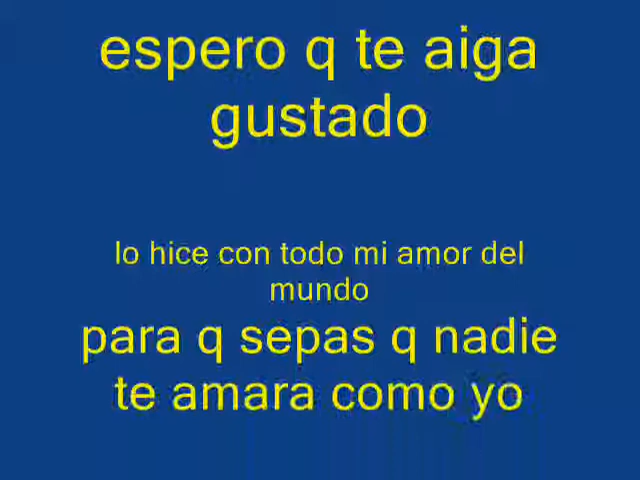 espero q te aiga
gustado
lo hice con todo mi amor del
mundo
para q sepas q nadie
te amara como yo